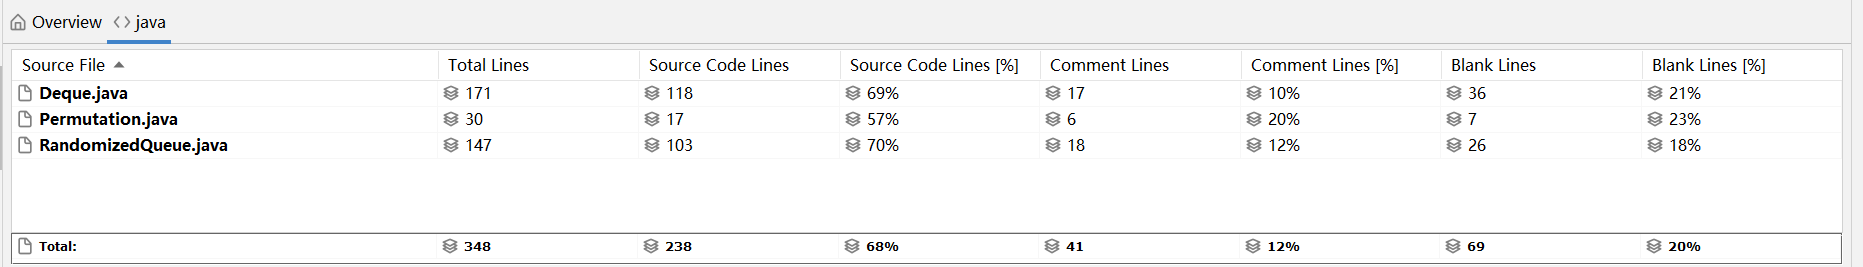 Overview java
Source File Total Lines Source Code Lines Source Code Lines [%] Comment Lines Comment Lines [%] Blank Lines Blank Lines [%]
Deque.java 171 118 69% 17 10% 36 21%
Permutation.java 30 17 57% 6 20% 7 23%
RandomizedQueue.java 147 103 70% 18 12% 26 18%
Total: 348 238 68% 41 12% 69 20%